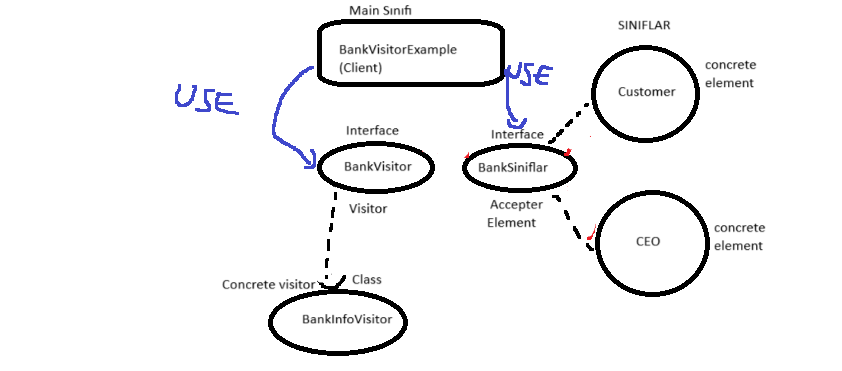 Main Sınıfı
BankVisitorExample
(Client)
USE
USE
SINIFLAR
concrete
element
Customer
Interface
BankVisitor
Visitor
Interface
BankSiniflar
Accepter
Element
CEO
concrete
element
Concrete visitor
Class
BankInfoVisitor